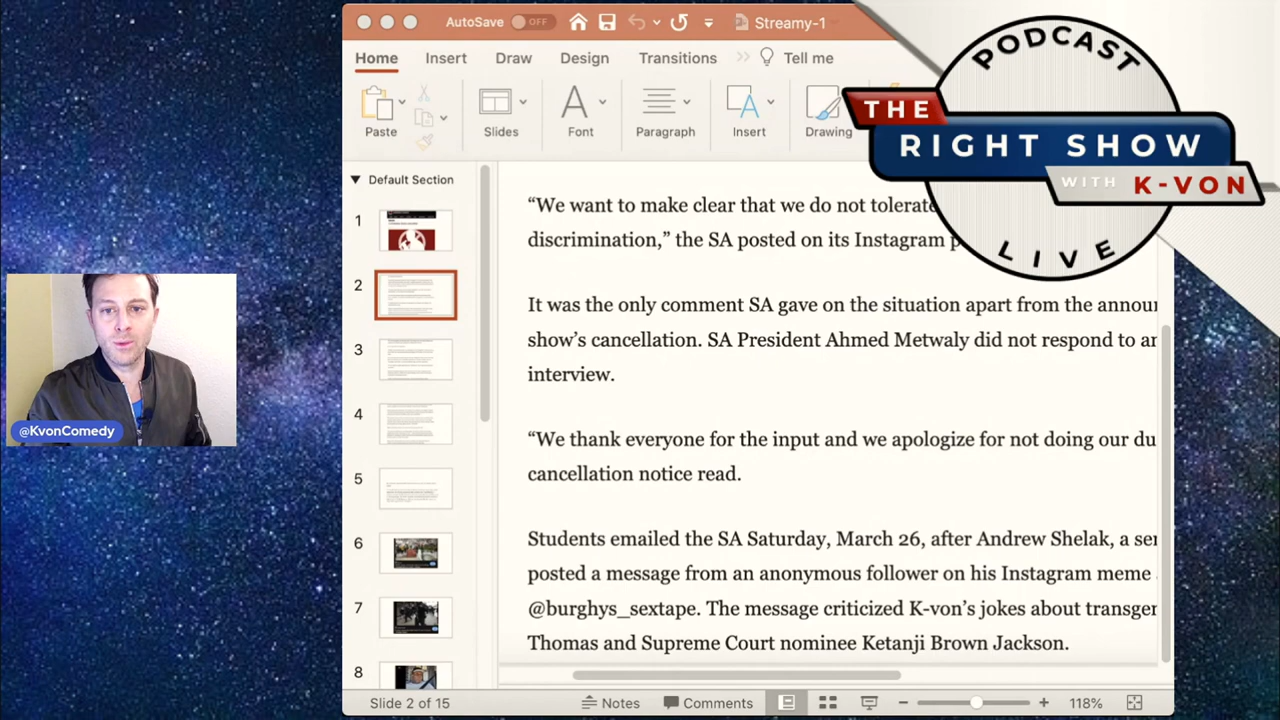 AutoSave OFF
Streamy-1
Home Insert Draw Design Transitions Tell me
Paste Slides Font Paragraph Insert Drawing
PODCAST
THE
RIGHT SHOW
WITH K-VON
LIVE
Default Section
1
2
3
4
5
6
7
8
“We want to make clear that we do not tolerate
discrimination,” the SA posted on its Instagram
It was the only comment SA gave on the situation apart from the
show’s cancellation. SA President Ahmed Metwaly did not respond to
interview.
“We thank everyone for the input and we apologize for not doing our
cancellation notice read.
Students emailed the SA Saturday, March 26, after Andrew Shelak, a
posted a message from an anonymous follower on his Instagram meme
@burghys_sextape. The message criticized K-von’s jokes about
Thomas and Supreme Court nominee Ketanji Brown Jackson.
@KvonComedy
Slide 2 of 15 Notes Comments 118%